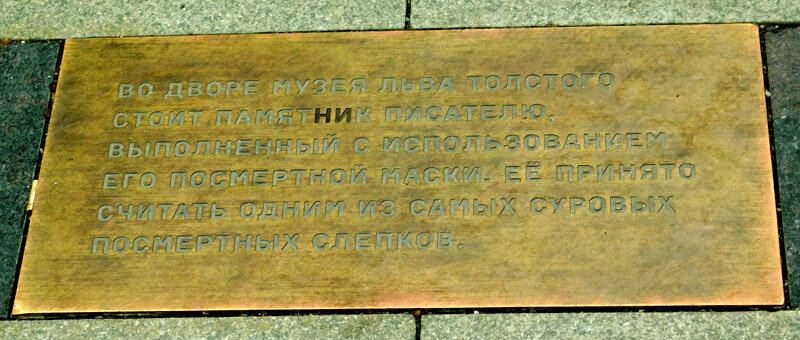 ВО ДВОРЕ МУЗЕЯ ЛЬВА ТОЛСТОГО
СТОИТ ПАМЯТНИК ПИСАТЕЛЮ,
ВЫПОЛНЕННЫЙ С ИСПОЛЬЗОВАНИЕМ
ЕГО ПОСМЕРТНОЙ МАСКИ. ЕЁ ПРИНЯТО
СЧИТАТЬ ОДНИМ ИЗ САМЫХ СУРОВЫХ
ПОСМЕРТНЫХ СЛЕПКОВ.